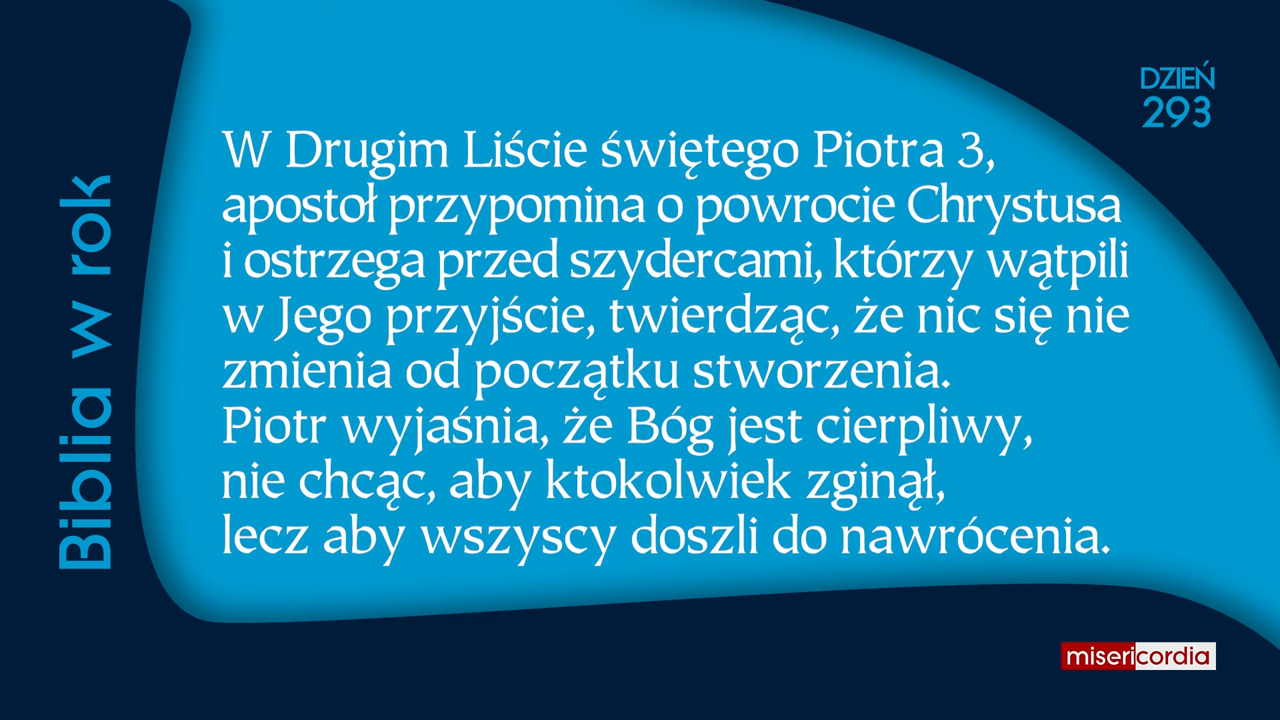 DZIEŃ
293
W Drugim Liście świętego Piotra 3,
apostoł przypomina o powrocie Chrystusa
i ostrzega przed szydercami, którzy wątpili
w Jego przyjście, twierdząc, że nic się nie
zmienia od początku stworzenia.
Piotr wyjaśnia, że Bóg jest cierpliwy,
nie chcąc, aby ktokolwiek zginął,
lecz aby wszyscy doszli do nawrócenia.
Biblia w rok
misericordia